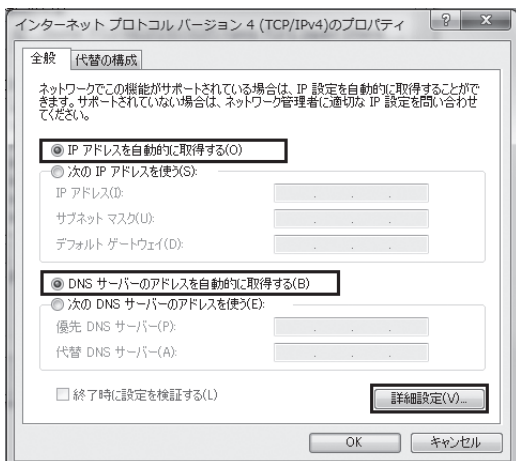 インターネット プロトコル バージョン 4 (TCP/IPv4)のプロパティ
全般
代替の構成
ネットワークでこの機能がサポートされている場合は、IP 設定を自動的に取得することがで
きます。サポートされていない場合は、ネットワーク管理者に適切な IP 設定を問い合わせ
てください。
IP アドレスを自動的に取得する(O)
次の IP アドレスを使う(S):
IP アドレス(I):
サブネット マスク(U):
デフォルト ゲートウェイ(D):
DNS サーバーのアドレスを自動的に取得する(B)
次の DNS サーバーのアドレスを使う(E):
優先 DNS サーバー(P):
代替 DNS サーバー(A):
終了時に設定を検証する(L)
詳細設定(V)...
OK
キャンセル